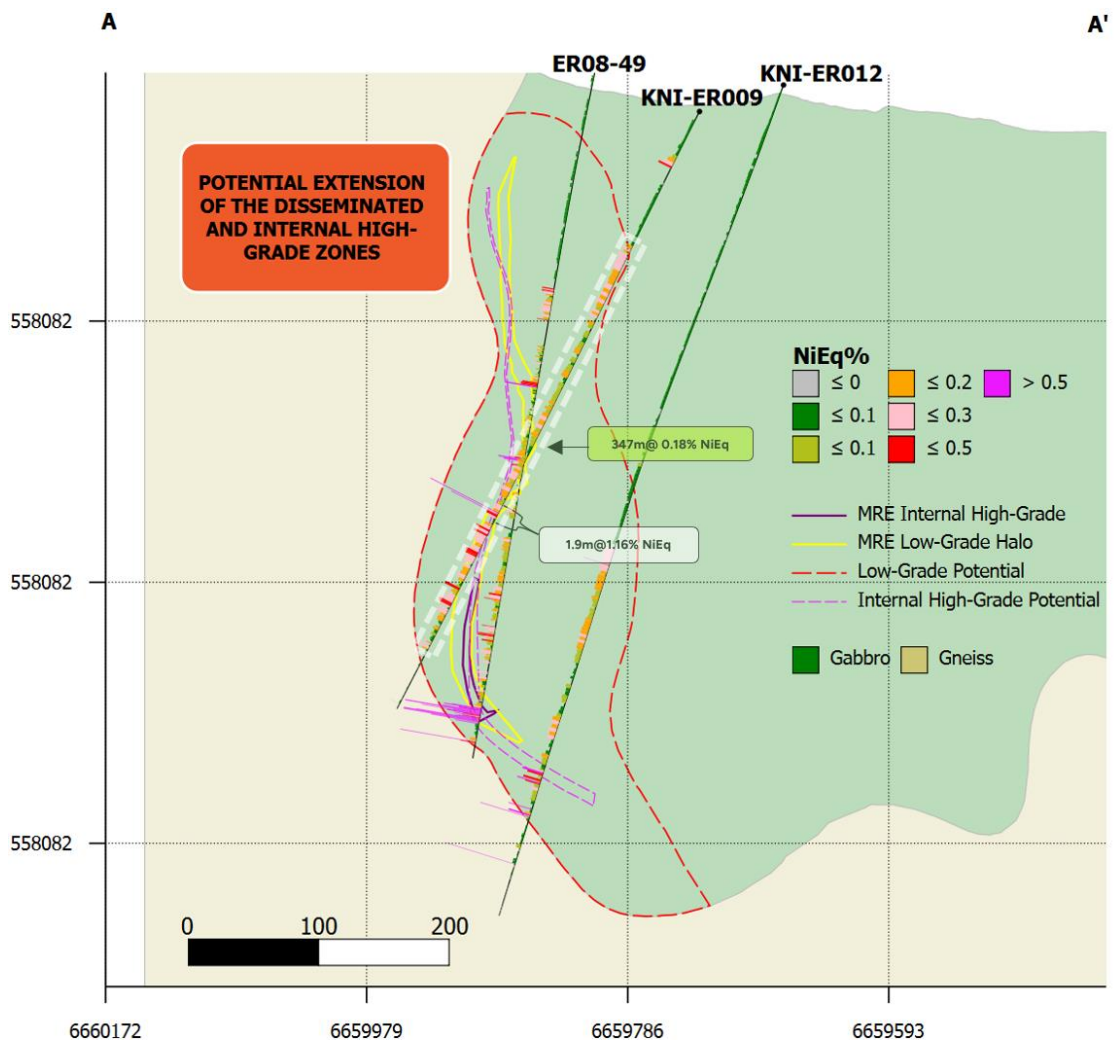 A
A'
ER08-49
KNI-ER012
KNI-ER009
POTENTIAL EXTENSION
OF THE DISSEMINATED
AND INTERNAL HIGH-
GRADE ZONES
558082
NiEq%
≤ 0
≤ 0.2
> 0.5
≤ 0.1
≤ 0.3
≤ 0.1
≤ 0.5
347m@ 0.18% NiEq
MRE Internal High-Grade
1.9m@1.16% NiEq
MRE Low-Grade Halo
558082
Low-Grade Potential
Internal High-Grade Potential
Gabbro
Gneiss
558082
0
100
200
6660172
6659979
6659786
6659593